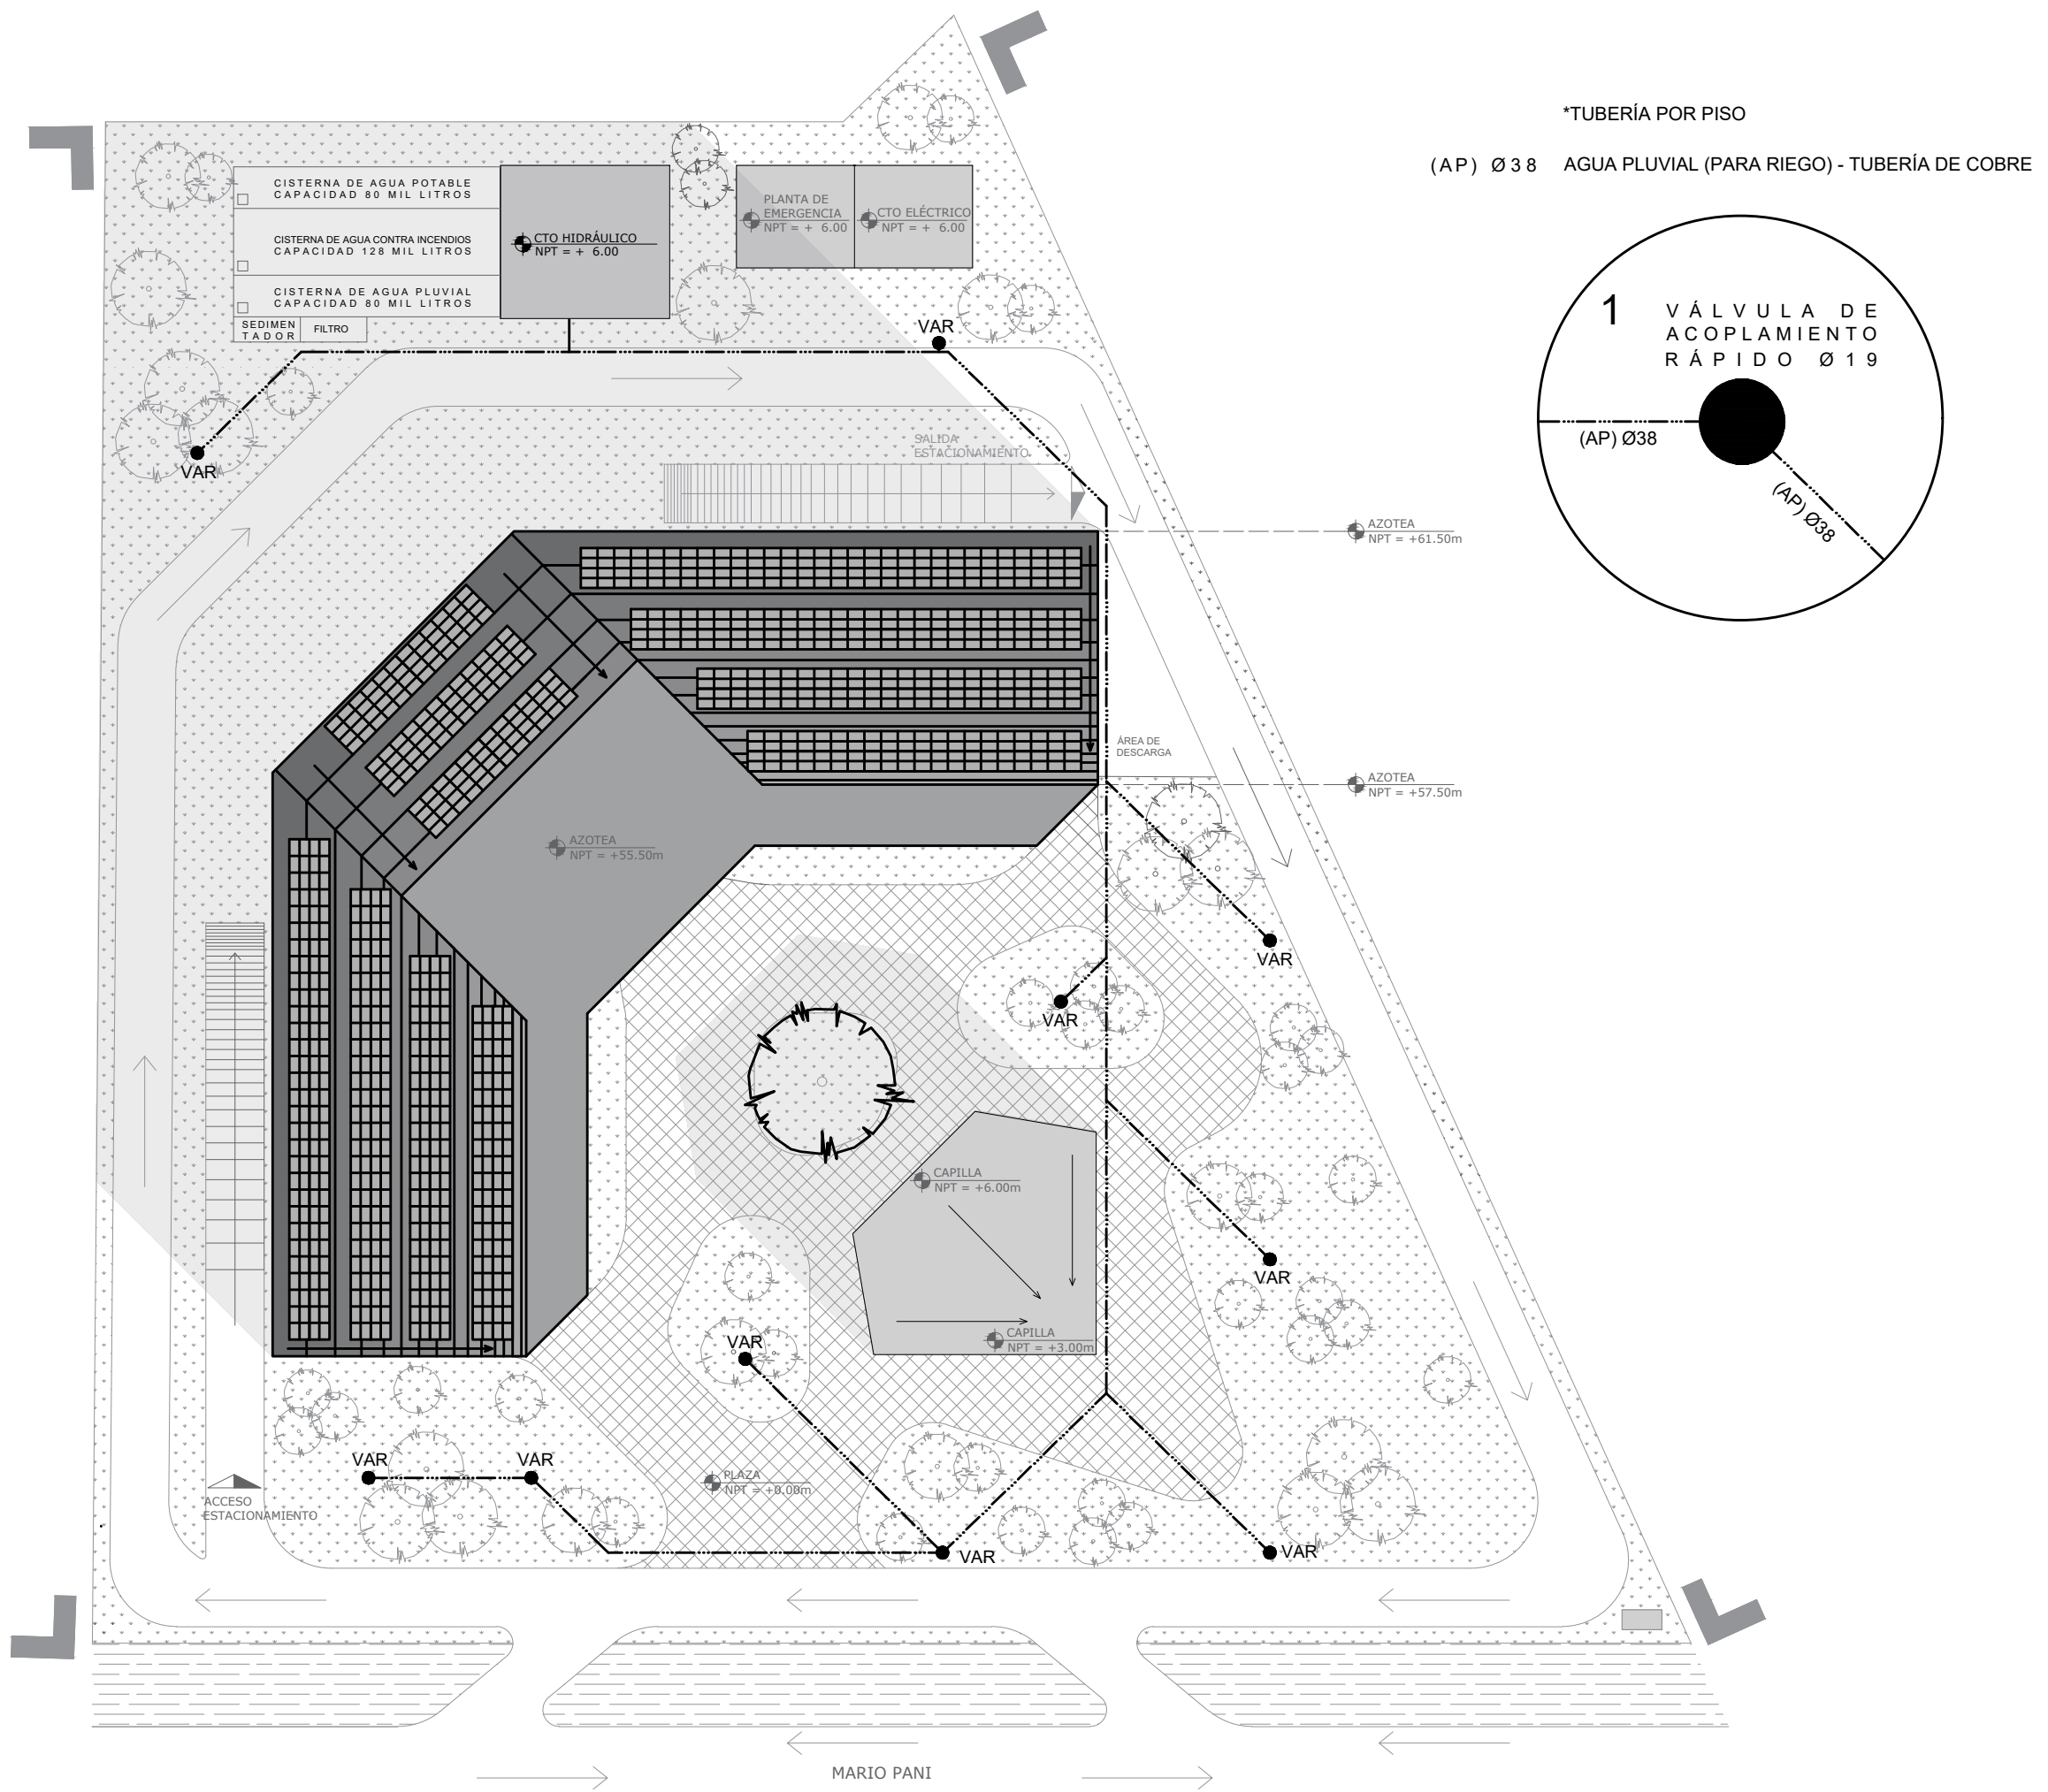 *TUBERÍA POR PISO
(AP) Ø38 AGUA PLUVIAL (PARA RIEGO) - TUBERÍA DE COBRE
1
VÁLVULA DE
ACOPLAMIENTO
RÁPIDO Ø19
(AP) Ø38
(AP) Ø38
CISTERNA DE AGUA POTABLE
CAPACIDAD 80 MIL LITROS
CISTERNA DE AGUA CONTRA INCENDIOS
CAPACIDAD 128 MIL LITROS
CISTERNA DE AGUA PLUVIAL
CAPACIDAD 80 MIL LITROS
SEDIMEN
TADOR
FILTRO
CTO HIDRÁULICO
NPT = + 6.00
PLANTA DE
EMERGENCIA
NPT = + 6.00
CTO ELÉCTRICO
NPT = + 6.00
VAR
VAR
SALIDA
ESTACIONAMIENTO
AZOTEA
NPT = +61.50m
ÁREA DE
DESCARGA
AZOTEA
NPT = +57.50m
AZOTEA
NPT = +55.50m
VAR
VAR
CAPILLA
NPT = +6.00m
VAR
CAPILLA
NPT = +3.00m
VAR
VAR
VAR
PLAZA
NPT = +0.00m
ACCESO
ESTACIONAMIENTO
VAR
VAR
MARIO PANI